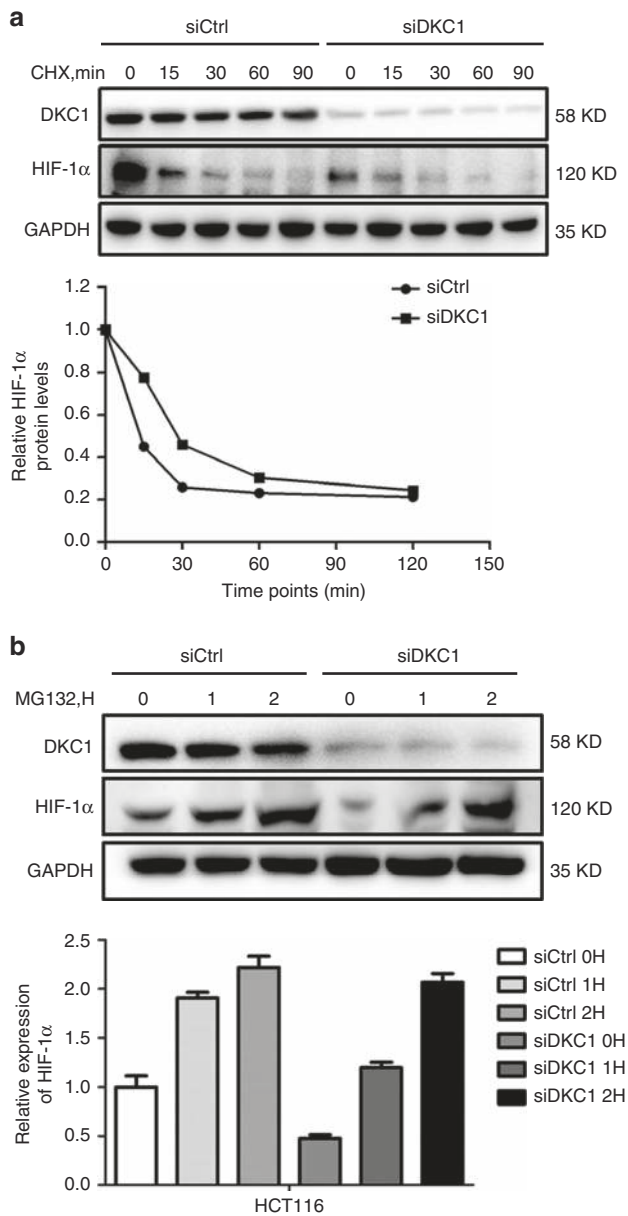 a
siCtrl siDKC1
CHX,min 0 15 30 60 90 0 15 30 60 90
DKC1 58 KD
HIF-1α 120 KD
GAPDH 35 KD
1.2
1.0
0.8
0.6
0.4
0.2
0.0
Relative HIF-1α
protein levels
siCtrl
siDKC1
0 30 60 90 120 150
Time points (min)
b
siCtrl siDKC1
MG132,H 0 1 2 0 1 2
DKC1 58 KD
HIF-1α 120 KD
GAPDH 35 KD
2.5
2.0
1.5
1.0
0.5
0.0
Relative expression
of HIF-1α
siCtrl 0H
siCtrl 1H
siCtrl 2H
siDKC1 0H
siDKC1 1H
siDKC1 2H
HCT116